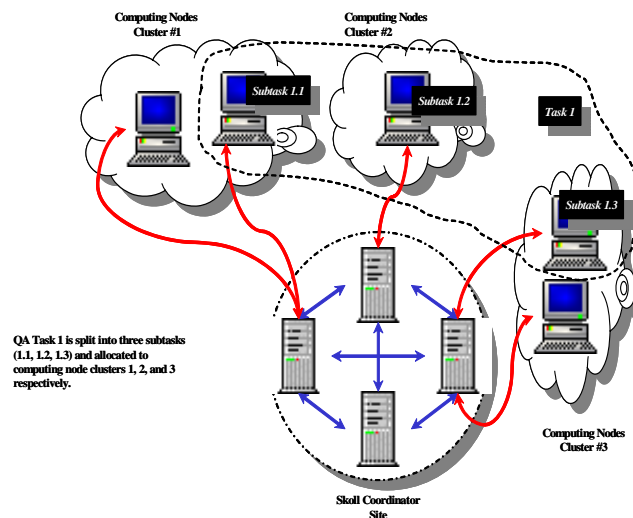 Computing Nodes
Cluster #1
Computing Nodes
Cluster #2
Subtask 1.1
Subtask 1.2
Task 1
Subtask 1.3
QA Task 1 is split into three subtasks
(1.1, 1.2, 1.3) and allocated to
computing node clusters 1, 2, and 3
respectively.
Computing Nodes
Cluster #3
Skoll Coordinator
Site